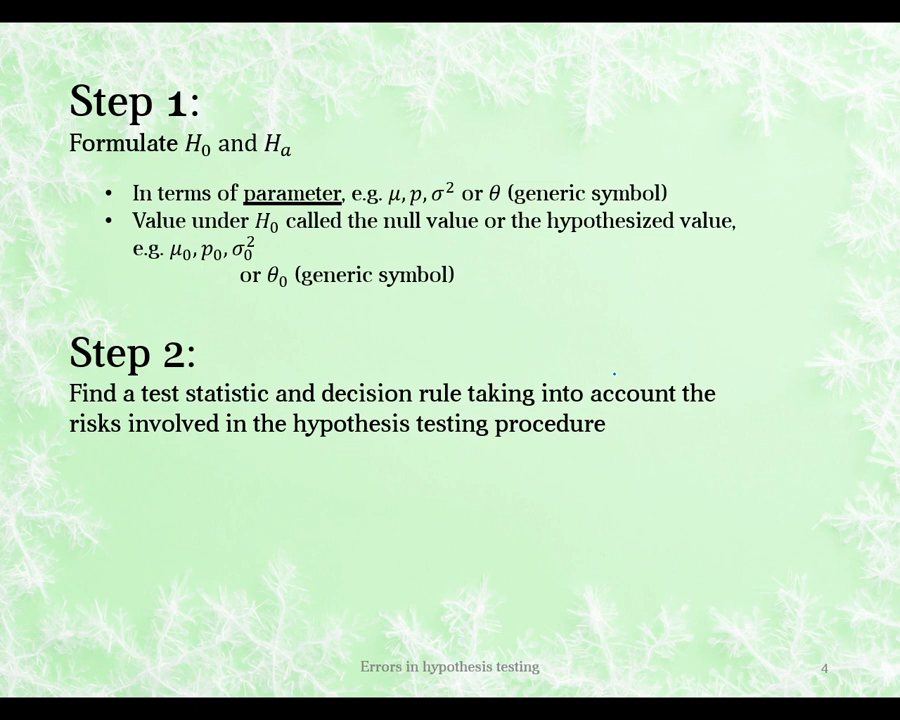 Step 1:
Formulate H₀ and Hₐ
• In terms of parameter, e.g. μ, p, σ² or θ (generic symbol)
• Value under H₀ called the null value or the hypothesized value,
e.g. μ₀, p₀, σ₀²
or θ₀ (generic symbol)
Step 2:
Find a test statistic and decision rule taking into account the
risks involved in the hypothesis testing procedure
Errors in hypothesis testing
4